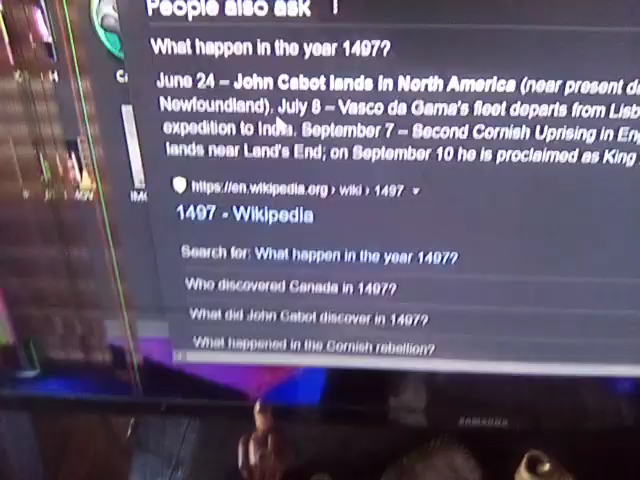 People also ask
What happen in the year 1497?
June 24 – John Cabot lands in North America (near present da
Newfoundland). July 8 – Vasco da Gama's fleet departs from Lisb
expedition to India. September 7 – Second Cornish Uprising in Eng
lands near Land's End; on September 10 he is proclaimed as King
https://en.wikipedia.org › wiki › 1497
1497 - Wikipedia
Search for: What happen in the year 1497?
Who discovered Canada in 1497?
What did John Cabot discover in 1497?
What happened in the Cornish rebellion?
SAMSUNG